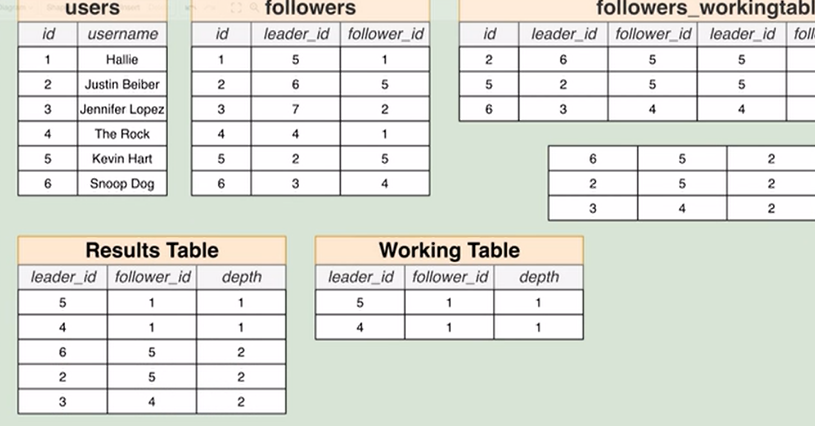 users
id username
1 Hallie
2 Justin Beiber
3 Jennifer Lopez
4 The Rock
5 Kevin Hart
6 Snoop Dog
followers
id leader_id follower_id
1 5 1
2 6 5
3 7 2
4 4 1
5 2 5
6 3 4
followers_workingtabl
id leader_id follower_id leader_id foll
2 6 5 5
5 2 5 5
6 3 4 4
6 5 2
2 5 2
3 4 2
Results Table
leader_id follower_id depth
5 1 1
4 1 1
6 5 2
2 5 2
3 4 2
Working Table
leader_id follower_id depth
5 1 1
4 1 1